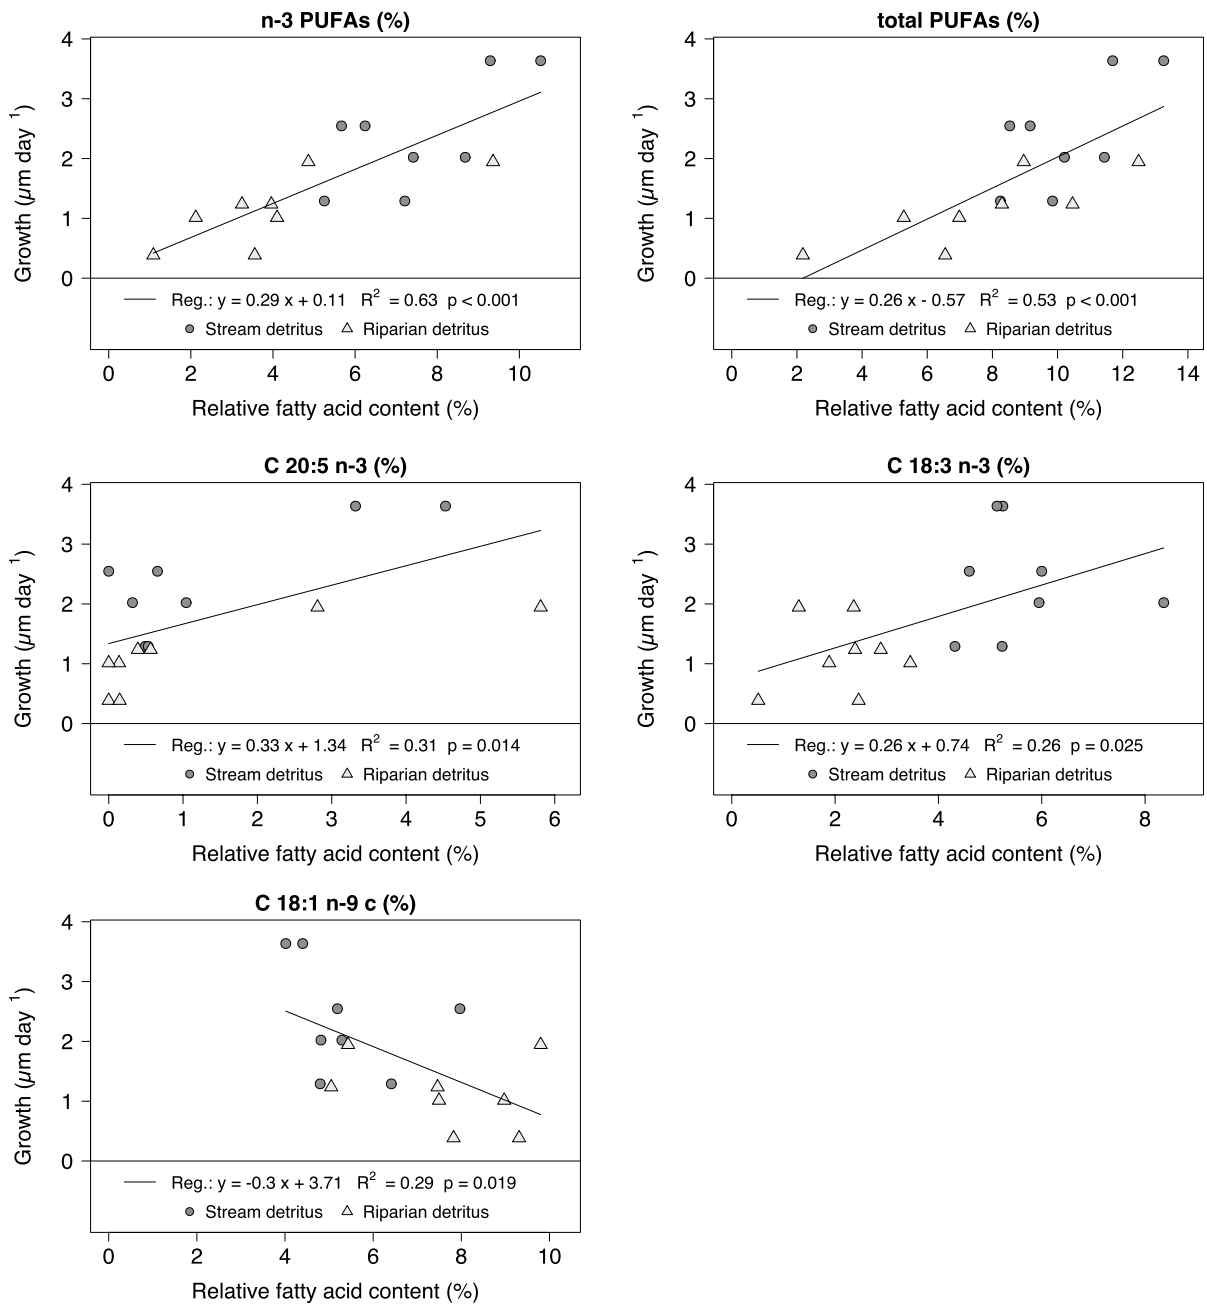 n-3 PUFAs (%)
4
3
2
1
0
Growth (µm day 1)
Reg.: y = 0.29 x + 0.11 R2 = 0.63 p < 0.001
Stream detritus Riparian detritus
0 2 4 6 8 10
Relative fatty acid content (%)
total PUFAs (%)
4
3
2
1
0
Growth (µm day 1)
Reg.: y = 0.26 x - 0.57 R2 = 0.53 p < 0.001
Stream detritus Riparian detritus
0 2 4 6 8 10 12 14
Relative fatty acid content (%)
C 20:5 n-3 (%)
4
3
2
1
0
Growth (µm day 1)
Reg.: y = 0.33 x + 1.34 R2 = 0.31 p = 0.014
Stream detritus Riparian detritus
0 1 2 3 4 5 6
Relative fatty acid content (%)
C 18:3 n-3 (%)
4
3
2
1
0
Growth (µm day 1)
Reg.: y = 0.26 x + 0.74 R2 = 0.26 p = 0.025
Stream detritus Riparian detritus
0 2 4 6 8
Relative fatty acid content (%)
C 18:1 n-9 c (%)
4
3
2
1
0
Growth (µm day 1)
Reg.: y = -0.3 x + 3.71 R2 = 0.29 p = 0.019
Stream detritus Riparian detritus
0 2 4 6 8 10
Relative fatty acid content (%)